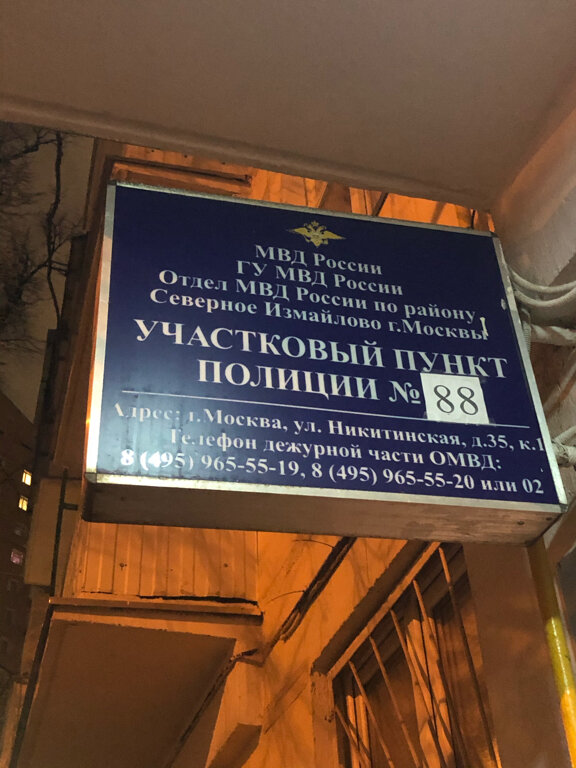 МВД России
ГУ МВД России
Отдел МВД России по району
Северное Измайлово г.Москвы
УЧАСТКОВЫЙ ПУНКТ
ПОЛИЦИИ № 88
Адрес: г.Москва, ул. Никитинская, д.35, к.1
Телефон дежурной части ОМВД:
8 (495) 965-55-19, 8 (495) 965-55-20 или 02